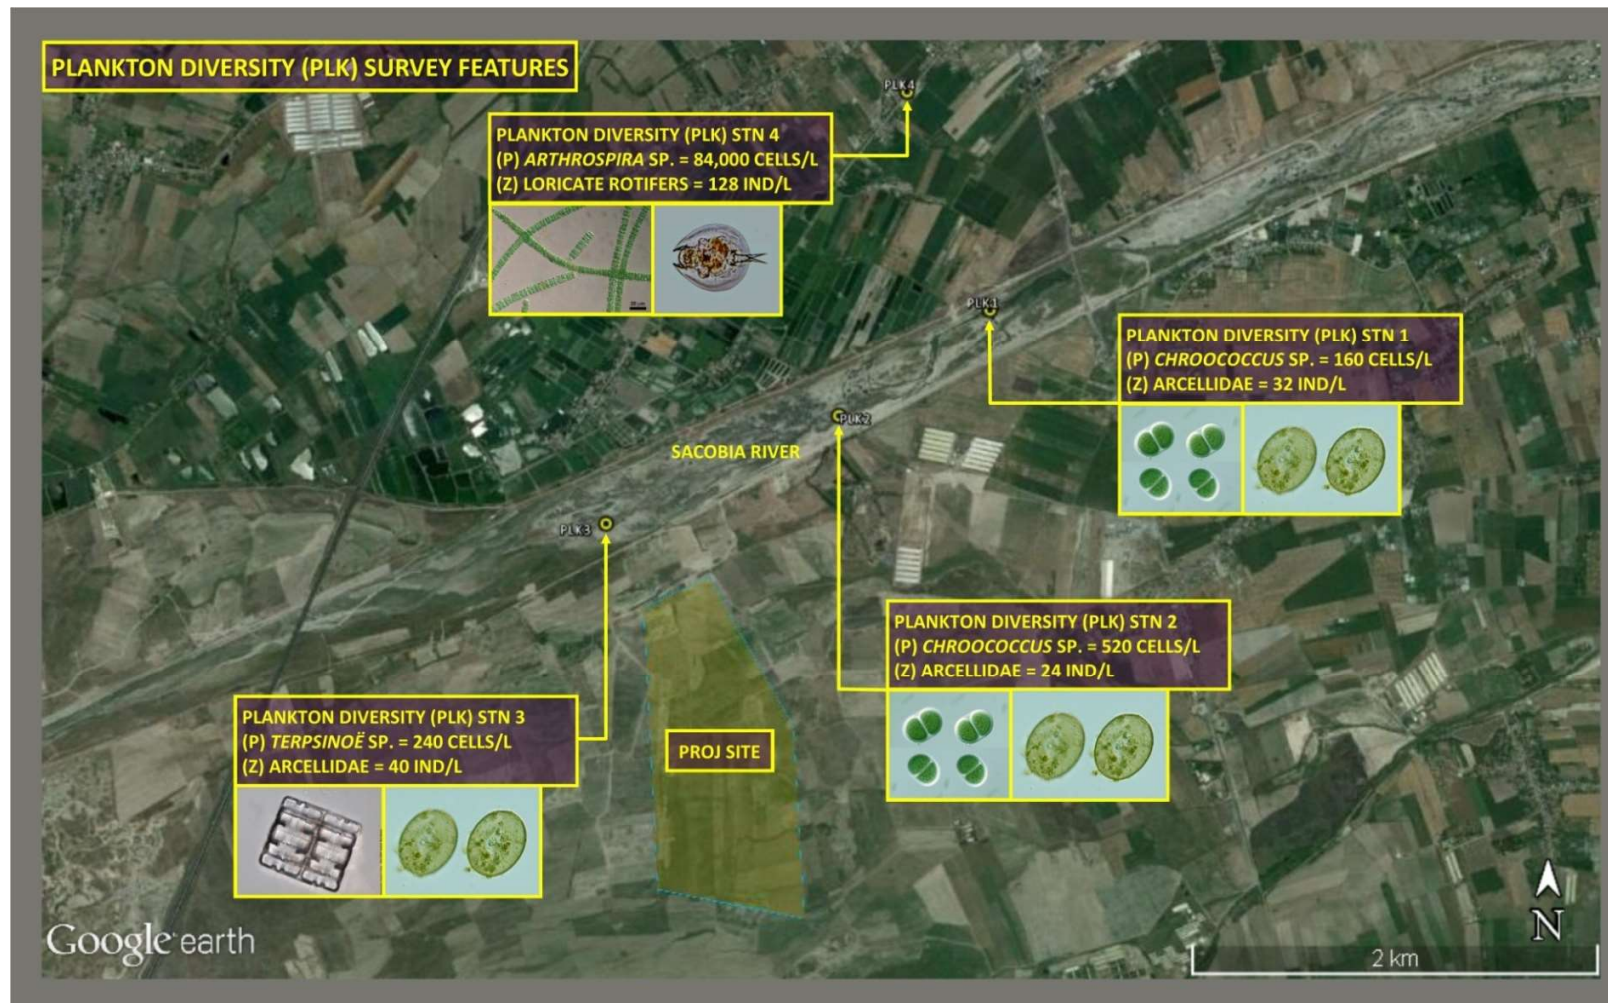 PLANKTON DIVERSITY (PLK) SURVEY FEATURES
PLK4
PLANKTON DIVERSITY (PLK) STN 4
(P) ARTHROSPIRA SP. = 84,000 CELLS/L
(Z) LORICATE ROTIFERS = 128 IND/L
PLK1
PLANKTON DIVERSITY (PLK) STN 1
(P) CHROOCOCCUS SP. = 160 CELLS/L
(Z) ARCELLIDAE = 32 IND/L
PLK2
SACOBIA RIVER
PLK3
PLANKTON DIVERSITY (PLK) STN 2
(P) CHROOCOCCUS SP. = 520 CELLS/L
(Z) ARCELLIDAE = 24 IND/L
PLANKTON DIVERSITY (PLK) STN 3
(P) TERPSINOË SP. = 240 CELLS/L
(Z) ARCELLIDAE = 40 IND/L
PROJ SITE
Google earth
N
2 km